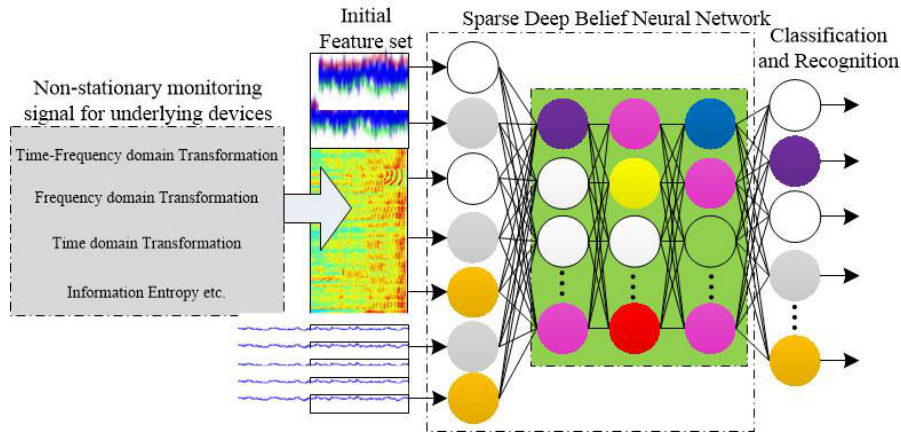 Initial
Feature set
Sparse Deep Belief Neural Network
Classification
and Recognition
Non-stationary monitoring
signal for underlying devices
Time-Frequency domain Transformation
Frequency domain Transformation
Time domain Transformation
Information Entropy etc.